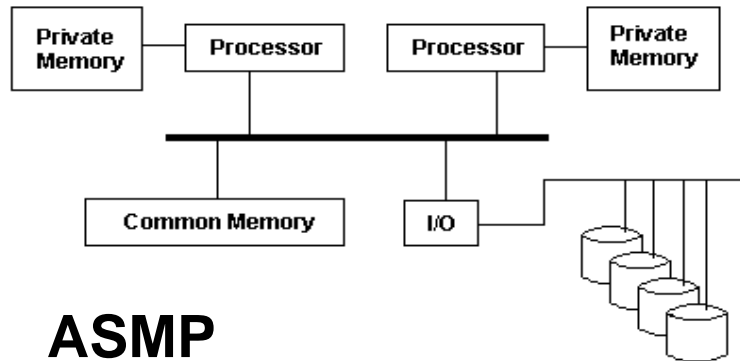 Private
Memory
Processor
Processor
Private
Memory
Common Memory
I/O
ASMP